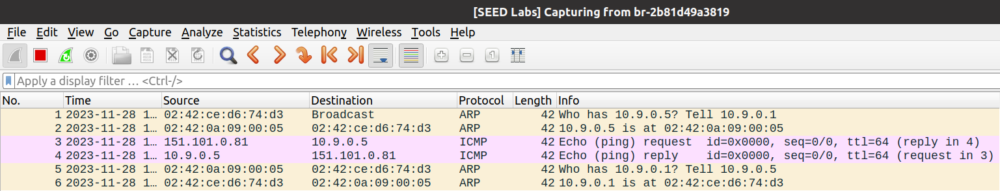 [SEED Labs] Capturing from br-2b81d49a3819
File Edit View Go Capture Analyze Statistics Telephony Wireless Tools Help
Apply a display filter … <Ctrl-/>
No. Time Source Destination Protocol Length Info
1 2023-11-28 1… 02:42:ce:d6:74:d3 Broadcast ARP 42 Who has 10.9.0.5? Tell 10.9.0.1
2 2023-11-28 1… 02:42:0a:09:00:05 02:42:ce:d6:74:d3 ARP 42 10.9.0.5 is at 02:42:0a:09:00:05
3 2023-11-28 1… 151.101.0.81 10.9.0.5 ICMP 42 Echo (ping) request id=0x0000, seq=0/0, ttl=64 (reply in 4)
4 2023-11-28 1… 10.9.0.5 151.101.0.81 ICMP 42 Echo (ping) reply id=0x0000, seq=0/0, ttl=64 (request in 3)
5 2023-11-28 1… 02:42:0a:09:00:05 02:42:ce:d6:74:d3 ARP 42 Who has 10.9.0.1? Tell 10.9.0.5
6 2023-11-28 1… 02:42:ce:d6:74:d3 02:42:0a:09:00:05 ARP 42 10.9.0.1 is at 02:42:ce:d6:74:d3